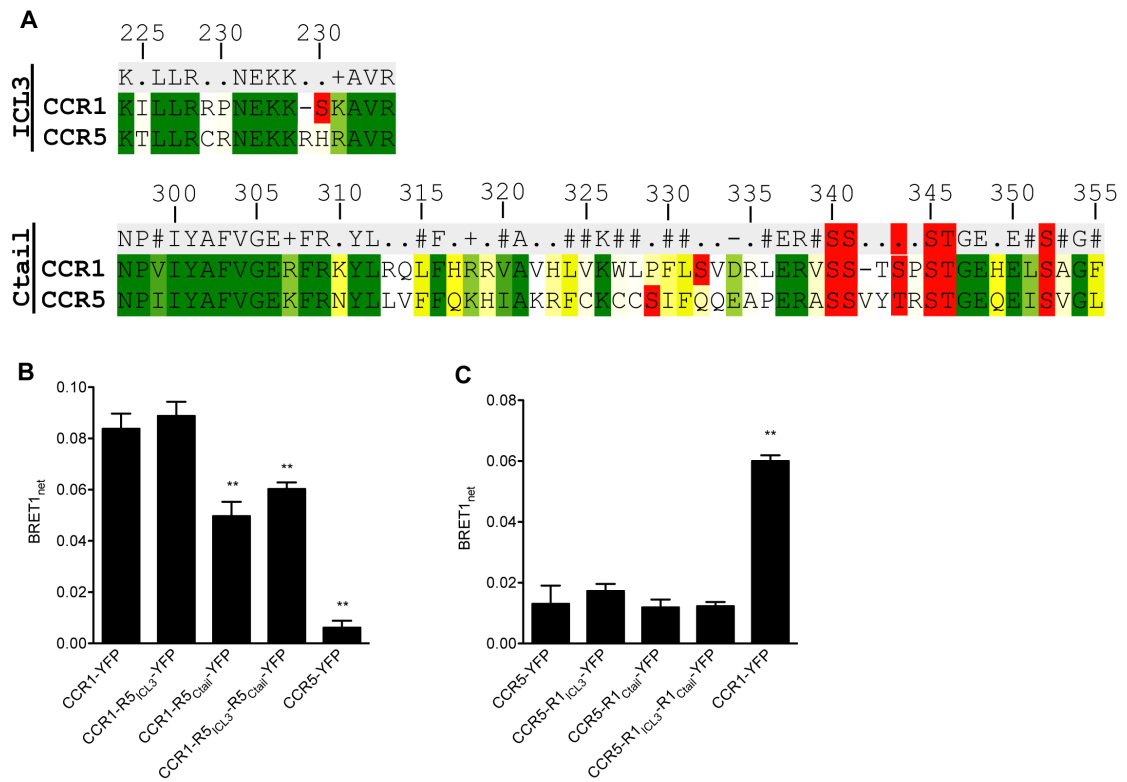 A
225 230 230
ICL3
K.LLR..NEKK..+AVR
CCR1 KILLRRPNEKK-SKAVR
CCR5 KTLLRCRNEKKRHRAVR
300 305 310 315 320 325 330 335 340 345 350 355
Ctail
NP#IYAFVGE+FR.YL..#F.+.#A..##K##.##..-.#ER#SS....STGE.E#S#G#
CCR1 NPVIYAFVGERFRKYLRQLFHRRVAVHLVKWLPFLSVDRLERVSS-TSPSTGEHELSAGF
CCR5 NPIIYAFVGEKFRNYLLVFFQKHIAKRFCKCCSIFQQEAPERASSVYTRSTGEQEISVGL
B
BRET1net
0.10
0.08
0.06
0.04
0.02
0.00
**
**
**
CCR1-YFP
CCR1-R5ICL3-YFP
CCR1-R5Ctail-YFP
CCR1-R5ICL3-R5Ctail-YFP
CCR5-YFP
C
BRET1net
0.08
0.06
0.04
0.02
0.00
**
CCR5-YFP
CCR5-R1ICL3-YFP
CCR5-R1Ctail-YFP
CCR5-R1ICL3-R1Ctail-YFP
CCR1-YFP